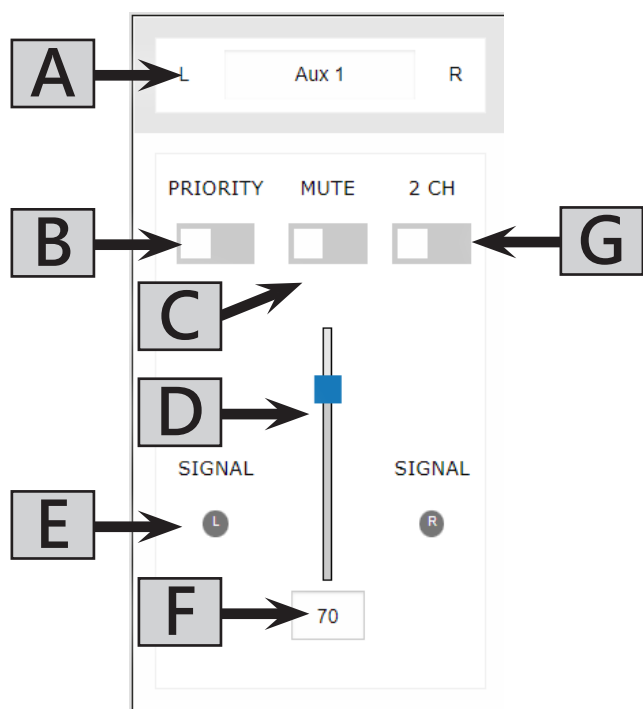 A L Aux 1 R
PRIORITY MUTE 2 CH
B G
C
D
SIGNAL SIGNAL
E L R
F 70